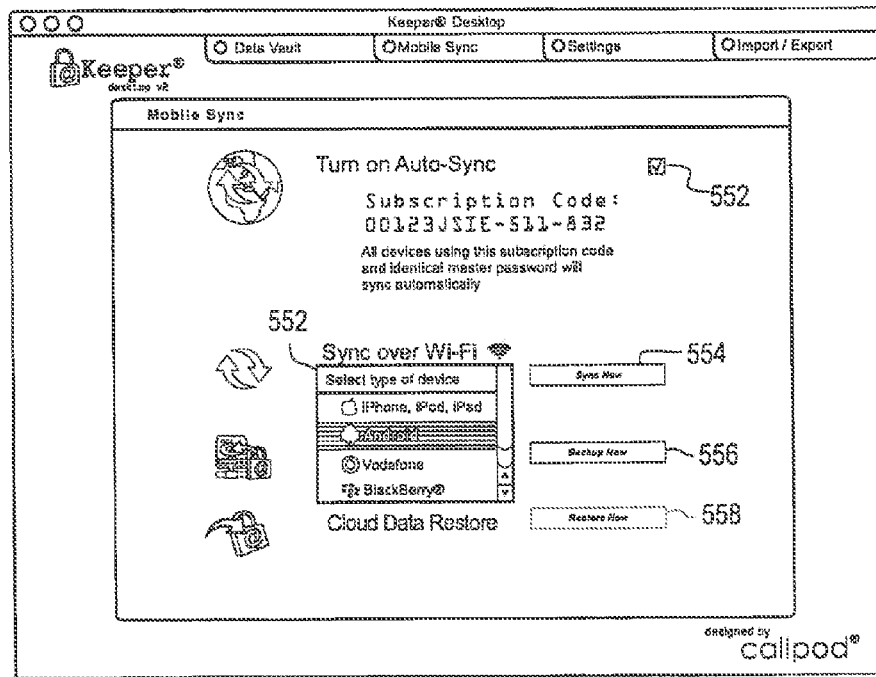 Keeper® Desktop
Data Vault Mobile Sync Settings Import / Export
Keeper®
desktop v2
Mobile Sync
Turn on Auto-Sync
552
Subscription Code:
00123JSIE-511-832
All devices using this subscription code
and identical master password will
sync automatically
552
Sync over Wi-Fi
554
Select type of device
Sync Now
iPhone, iPod, iPad
Android
Backup Now
556
Vodafone
BlackBerry®
Cloud Data Restore
Restore Now
558
designed by
callpod®